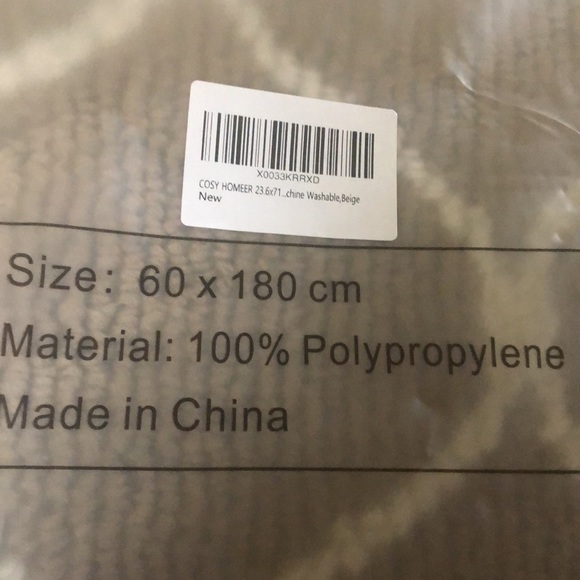 X0033KRRXD
COSY HOMEER 23.6x71...chine Washable,Beige
New
Size: 60 x 180 cm
Material: 100% Polypropylene
Made in China